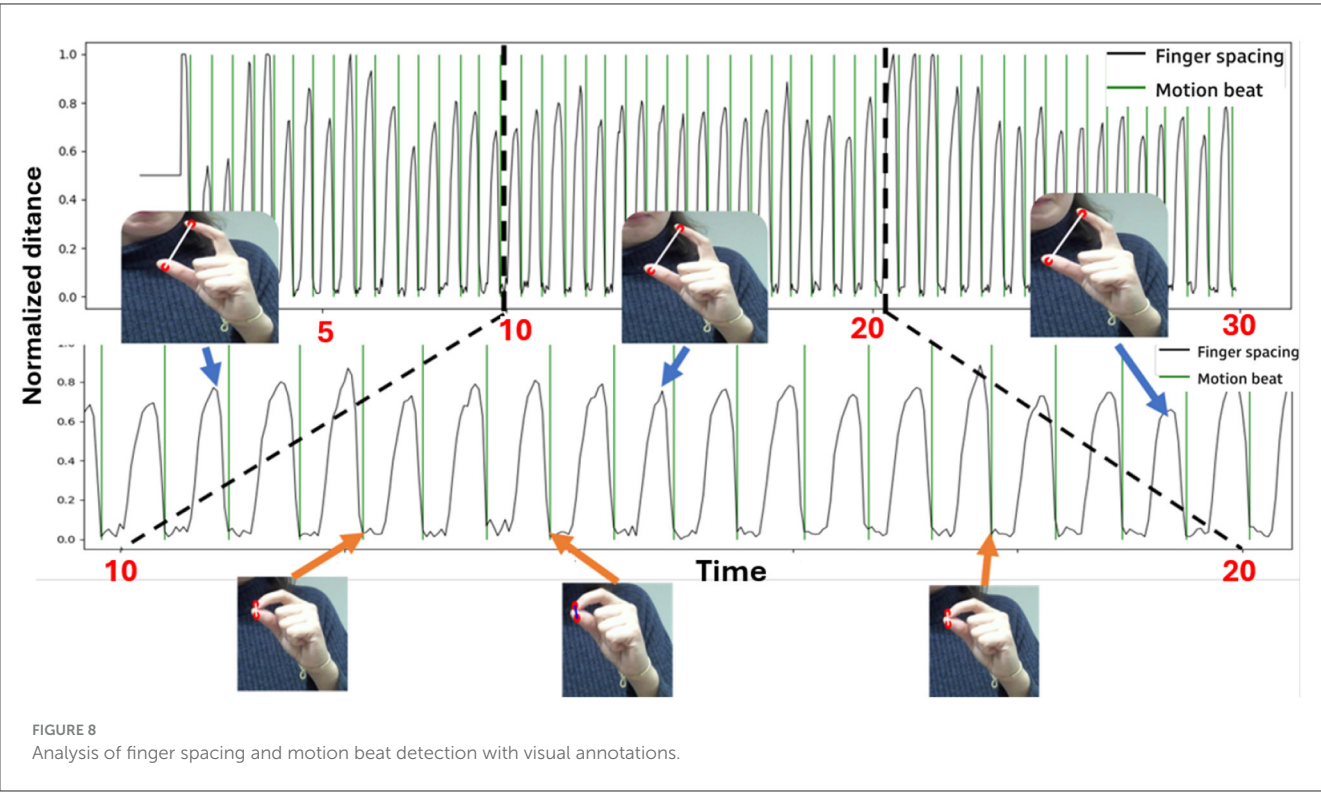 Normalized ditance
1.0
0.8
0.6
0.4
0.2
0.0
Finger spacing
Motion beat
5
10
20
30
0.8
0.6
0.4
0.2
0.0
Finger spacing
Motion beat
10
Time
20
FIGURE 8
Analysis of finger spacing and motion beat detection with visual annotations.